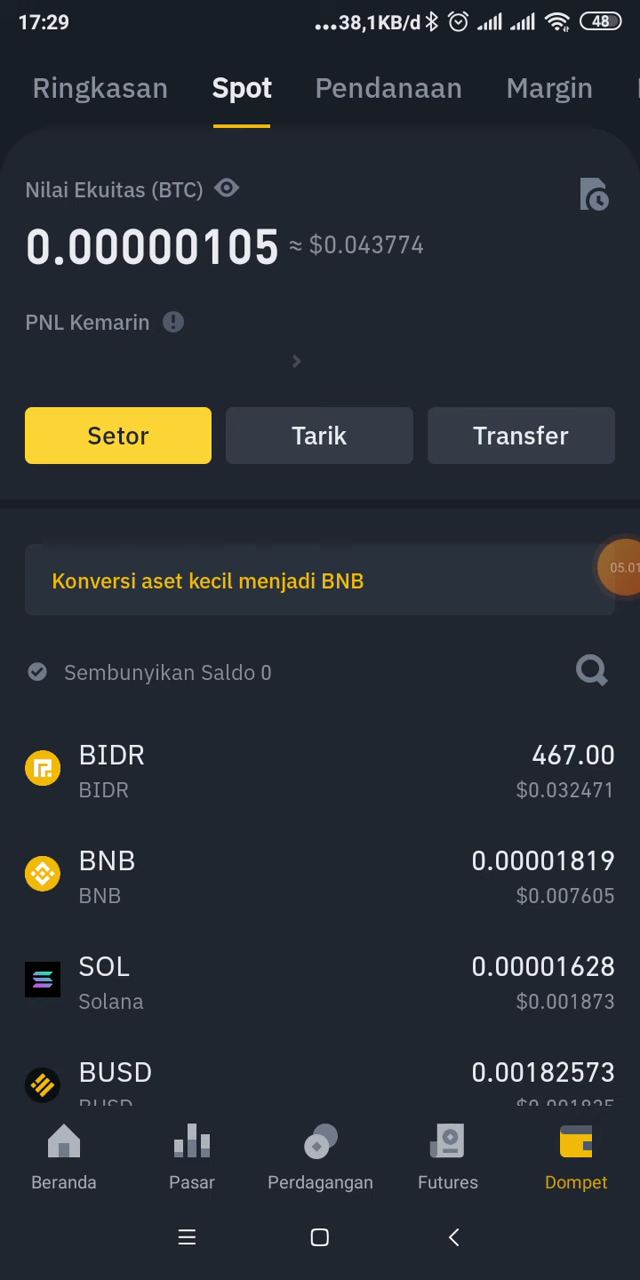 17:29
...38,1KB/d
48
Ringkasan Spot Pendanaan Margin
Nilai Ekuitas (BTC)
0.00000105 ≈ $0.043774
PNL Kemarin
Setor Tarik Transfer
Konversi aset kecil menjadi BNB
05.01
Sembunyikan Saldo 0
BIDR 467.00
BIDR $0.032471
BNB 0.00001819
BNB $0.007605
SOL 0.00001628
Solana $0.001873
BUSD 0.00182573
BUSD
Beranda Pasar Perdagangan Futures Dompet